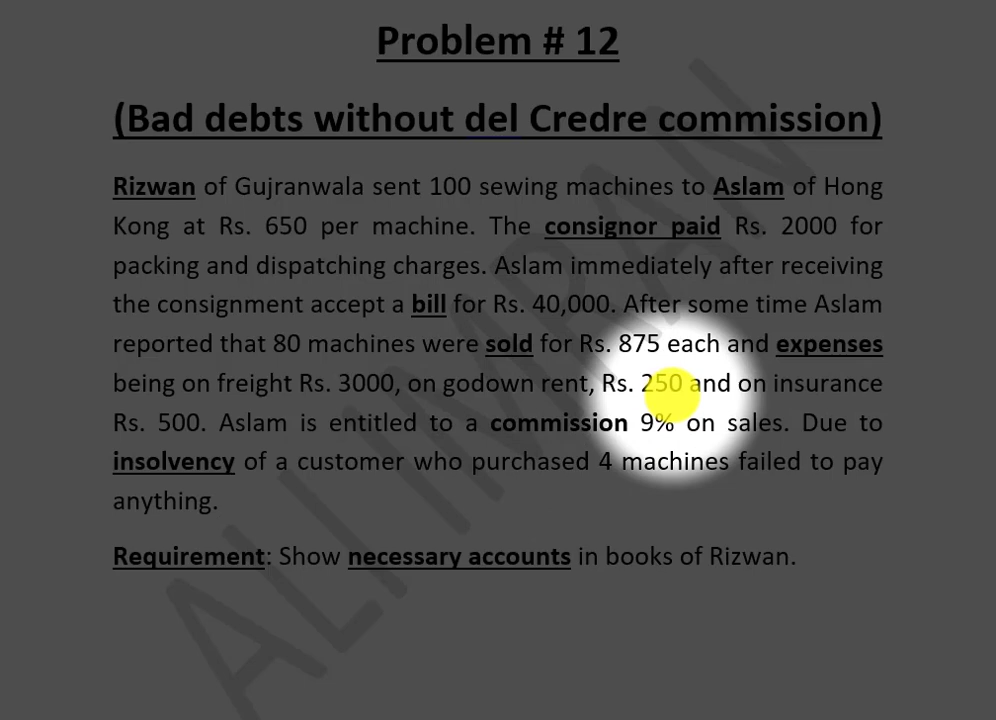 Problem # 12
(Bad debts without del Credre commission)
Rizwan of Gujranwala sent 100 sewing machines to Aslam of Hong
Kong at Rs. 650 per machine. The consignor paid Rs. 2000 for
packing and dispatching charges. Aslam immediately after receiving
the consignment accept a bill for Rs. 40,000. After some time Aslam
reported that 80 machines were sold for Rs. 875 each and expenses
being on freight Rs. 3000, on godown rent, Rs. 250 and on insurance
Rs. 500. Aslam is entitled to a commission 9% on sales. Due to
insolvency of a customer who purchased 4 machines failed to pay
anything.
Requirement: Show necessary accounts in books of Rizwan.
ALI IMRAN